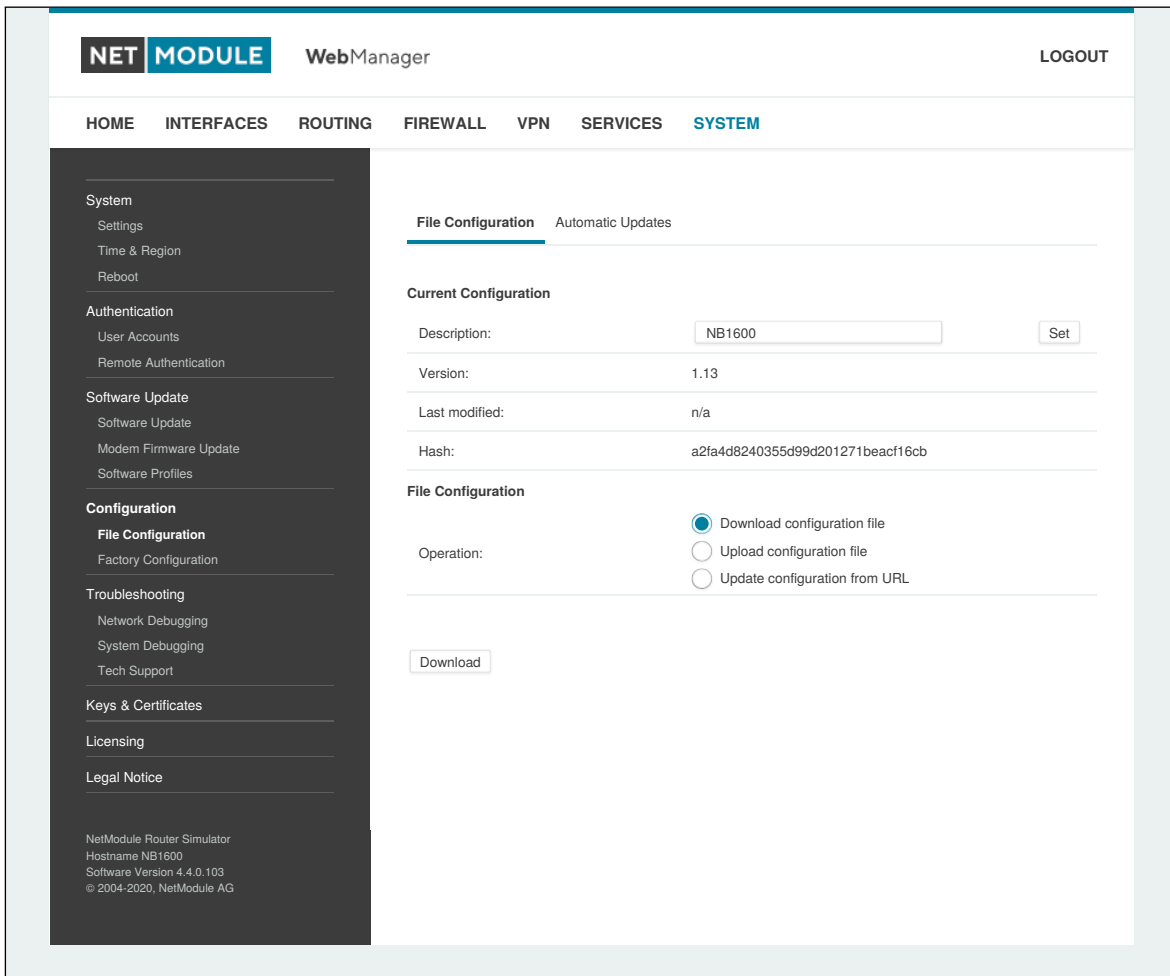 NET MODULE WebManager LOGOUT
HOME INTERFACES ROUTING FIREWALL VPN SERVICES SYSTEM
System
Settings
Time & Region
Reboot
Authentication
User Accounts
Remote Authentication
Software Update
Software Update
Modem Firmware Update
Software Profiles
Configuration
File Configuration
Factory Configuration
Troubleshooting
Network Debugging
System Debugging
Tech Support
Keys & Certificates
Licensing
Legal Notice
NetModule Router Simulator
Hostname NB1600
Software Version 4.4.0.103
© 2004-2020, NetModule AG
File Configuration Automatic Updates
Current Configuration
Description: NB1600 Set
Version: 1.13
Last modified: n/a
Hash: a2fa4d8240355d99d201271beacf16cb
File Configuration
Operation:
Download configuration file
Upload configuration file
Update configuration from URL
Download